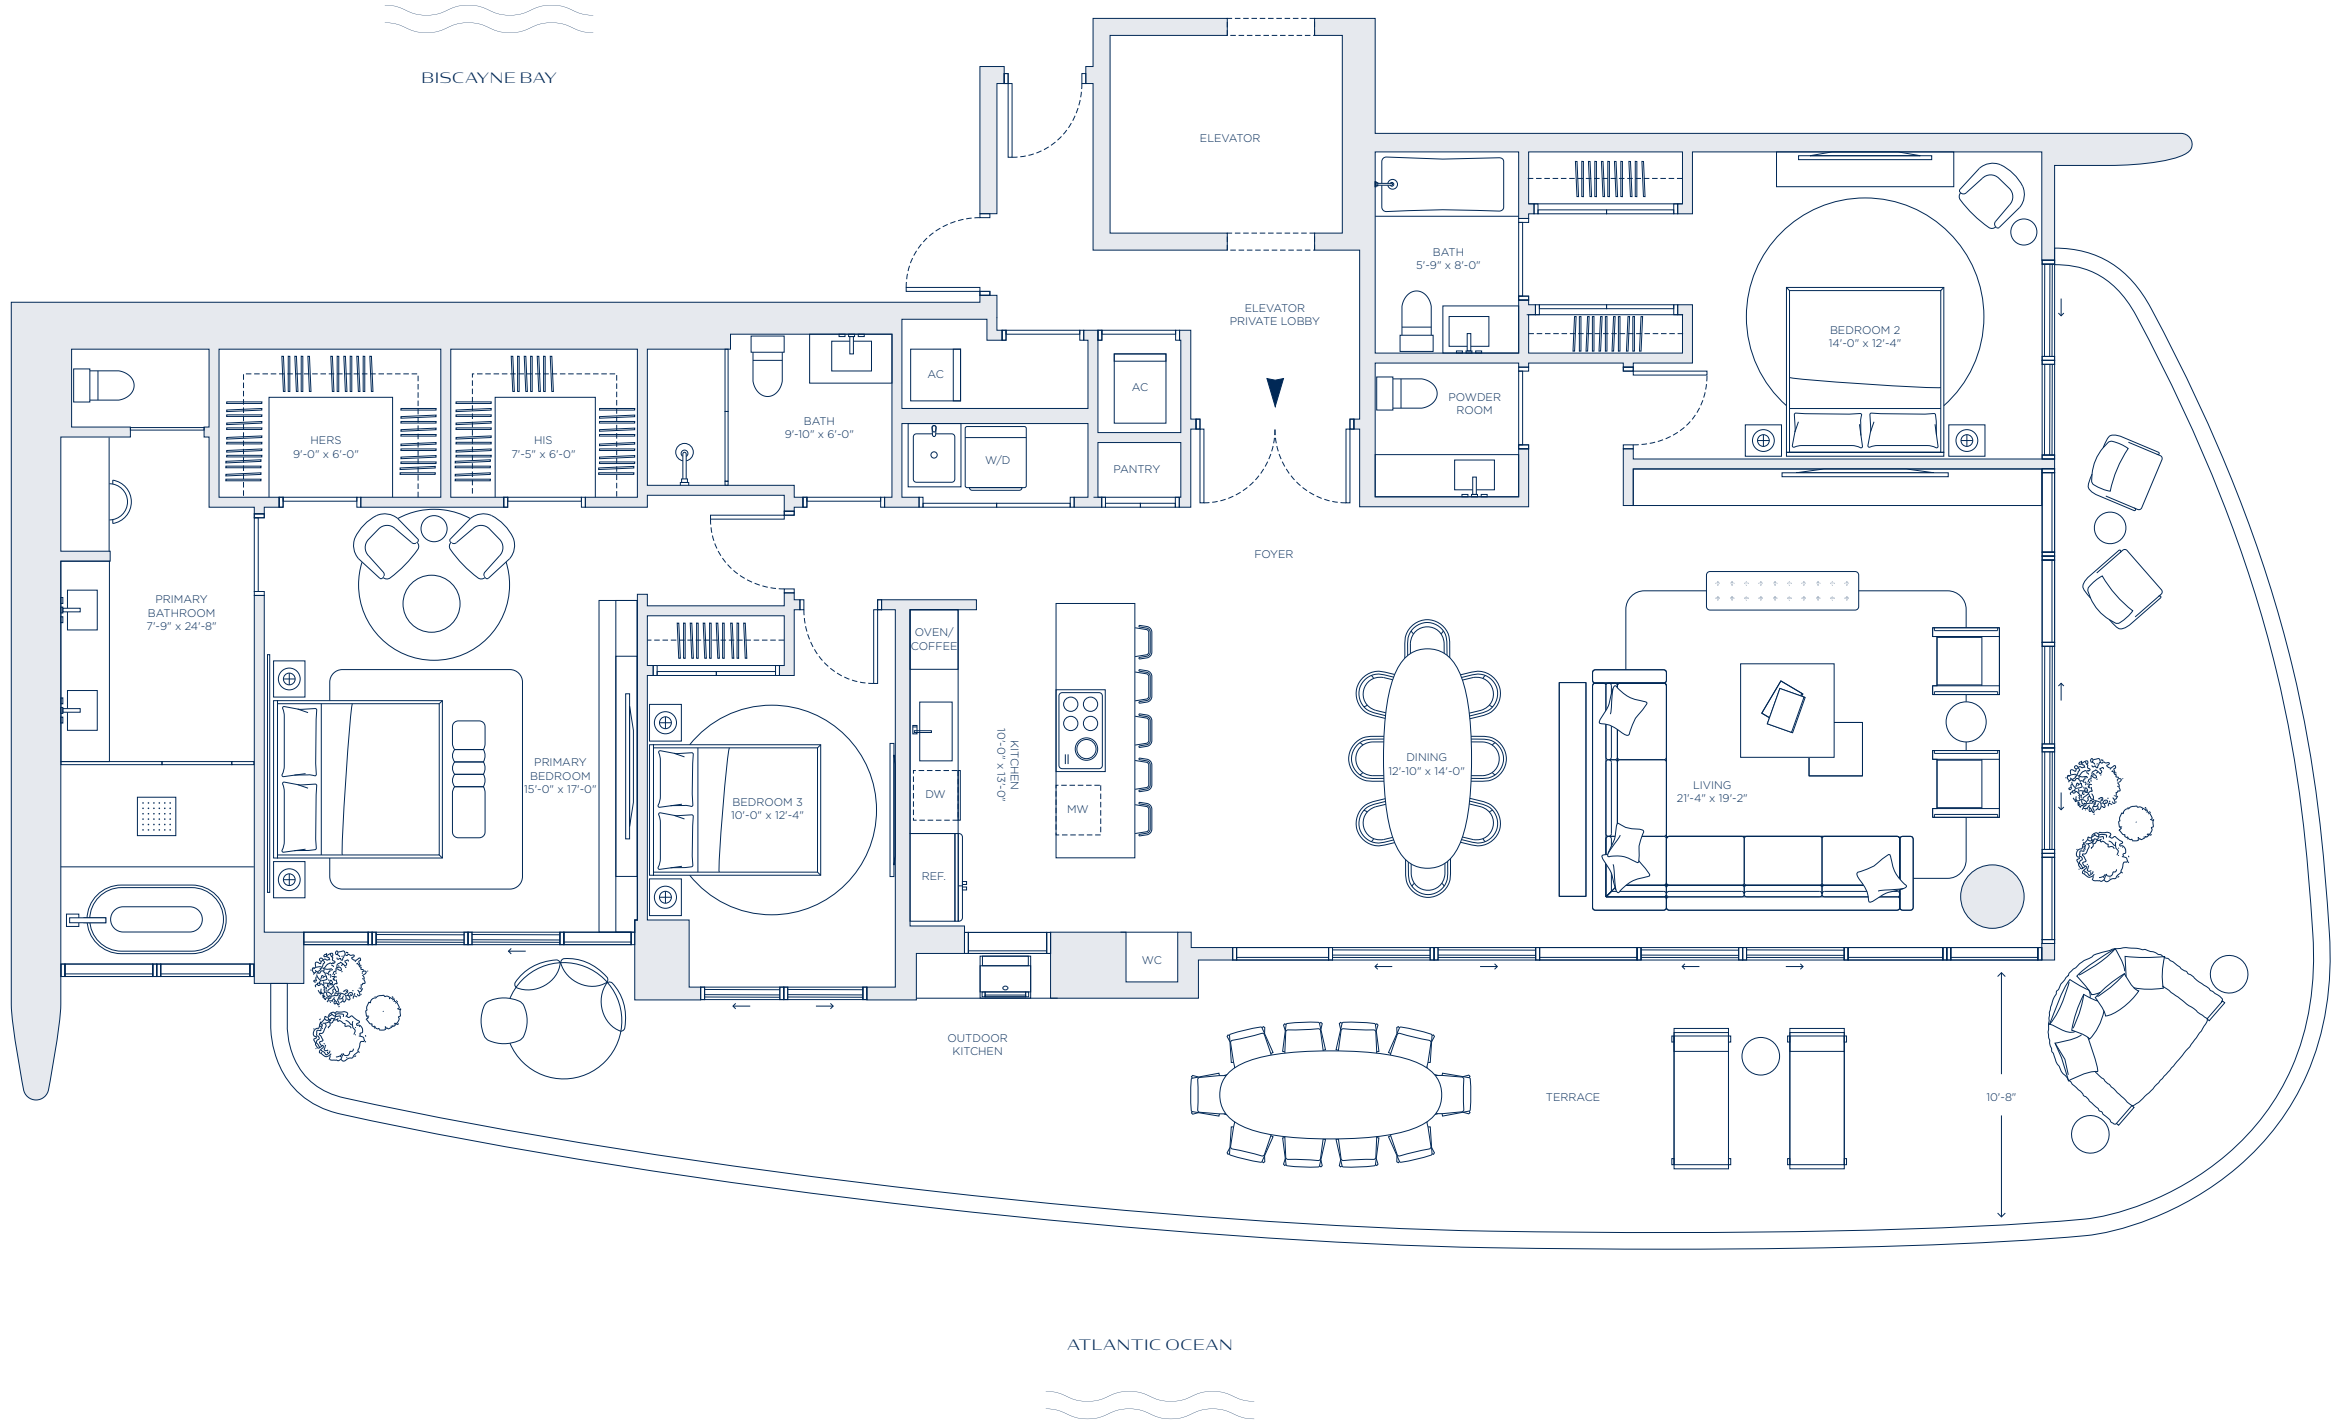 BISCAYNE BAY
ELEVATOR
BATH
5'-9" x 8'-0"
ELEVATOR
PRIVATE LOBBY
BEDROOM 2
14'-0" x 12'-4"
AC
AC
POWDER
ROOM
BATH
9'-10" x 6'-0"
HERS
9'-0" x 6'-0"
HIS
7'-5" x 6'-0"
W/D
PANTRY
FOYER
PRIMARY
BATHROOM
7'-9" x 24'-8"
OVEN/
COFFEE
KITCHEN
10'-0" x 13'-0"
PRIMARY
BEDROOM
15'-0" x 17'-0"
BEDROOM 3
10'-0" x 12'-4"
DW
MW
DINING
12'-10" x 14'-0"
LIVING
21'-4" x 19'-2"
REF.
WC
OUTDOOR
KITCHEN
TERRACE
10'-8"
ATLANTIC OCEAN